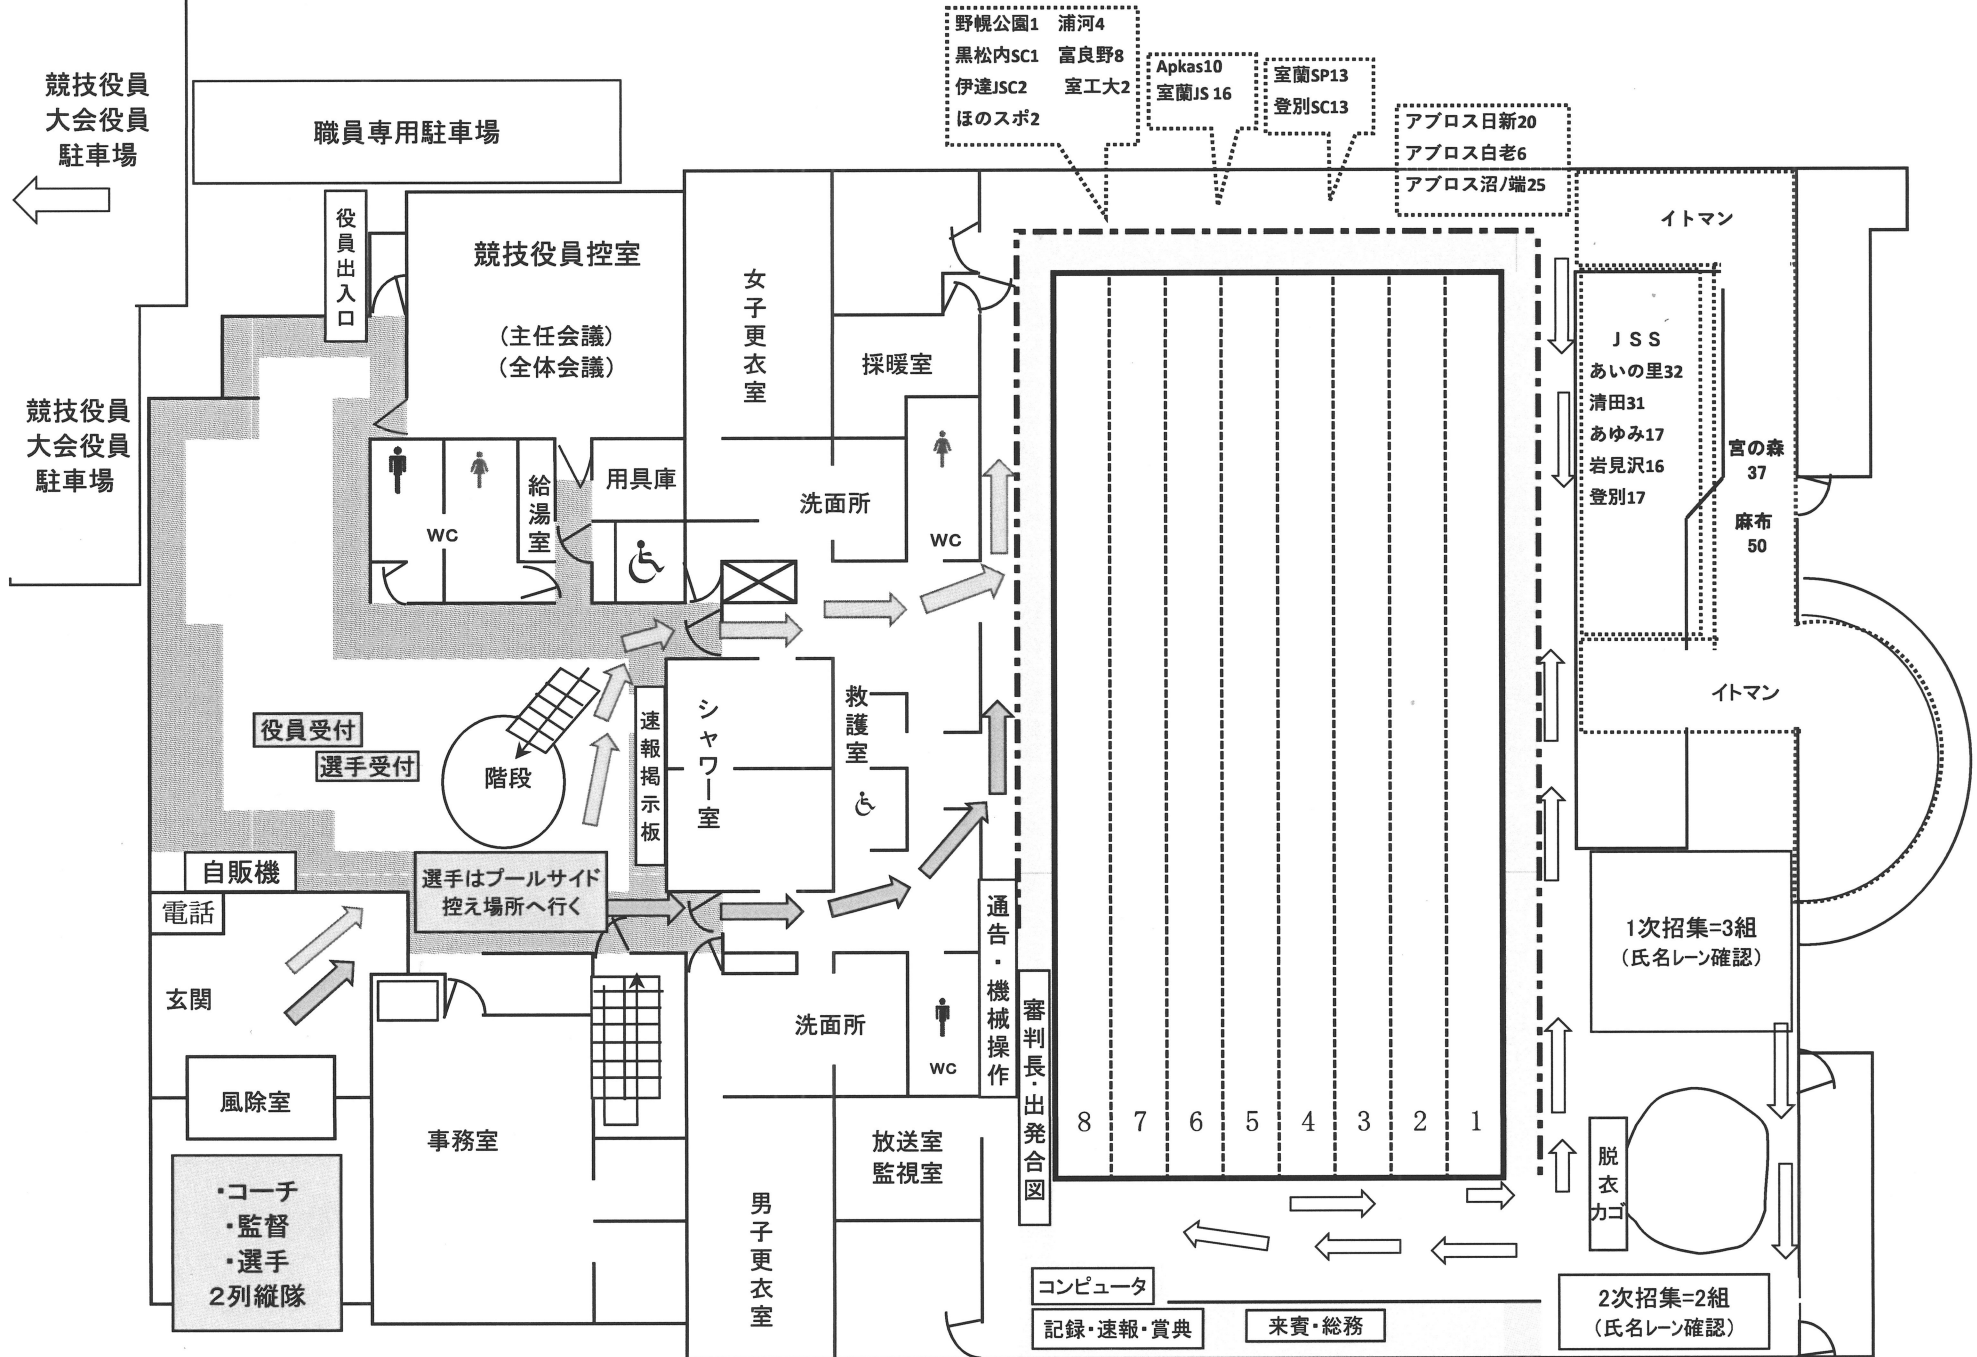 野幌公園1 浦河4
黒松内SC1 富良野8
伊達JSC2 室工大2
ほのスポ2
Apkas10
室蘭JS 16
室蘭SP13
登別SC13
アブロス日新20
アブロス白老6
アブロス沼ノ端25
競技役員
大会役員
駐車場
職員専用駐車場
役員出入口
競技役員控室
(主任会議)
(全体会議)
女子更衣室
採暖室
イトマン
JSS
あいの里32
清田31
あゆみ17
岩見沢16
登別17
宮の森
37
麻布
50
競技役員
大会役員
駐車場
WC
給湯室
用具庫
洗面所
WC
イトマン
役員受付
選手受付
階段
速報掲示板
シャワー室
救護室
自販機
電話
選手はプールサイド
控え場所へ行く
通告・機械操作
審判長・出発合図
1次招集=3組
(氏名レーン確認)
玄関
洗面所
WC
風除室
事務室
放送室
監視室
8 7 6 5 4 3 2 1
脱衣カゴ
・コーチ
・監督
・選手
2列縦隊
男子更衣室
コンピュータ
記録・速報・賞典
来賓・総務
2次招集=2組
(氏名レーン確認)